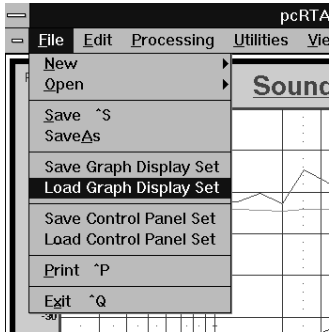 pcRTA
File Edit Processing Utilities Vie
New
Open
Sound
Save ^S
SaveAs
Save Graph Display Set
Load Graph Display Set
Save Control Panel Set
Load Control Panel Set
Print ^P
Exit ^Q
-30